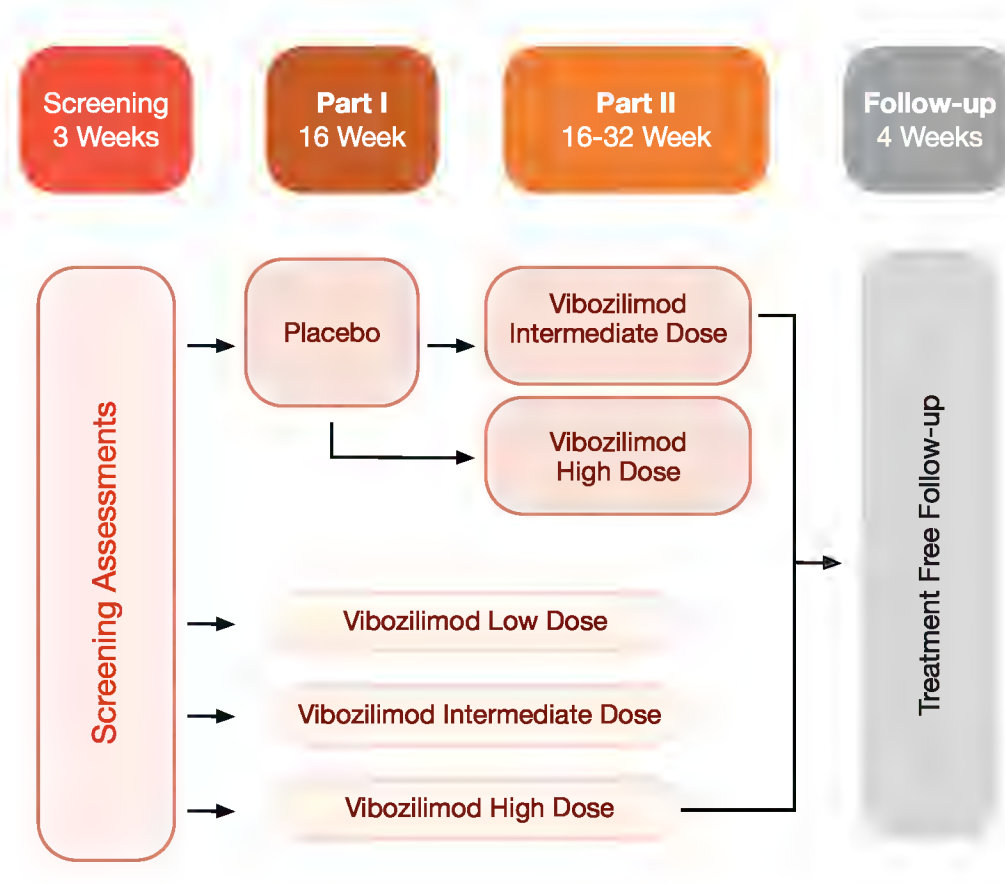 Screening
3 Weeks
Part I
16 Week
Part II
16-32 Week
Follow-up
4 Weeks
Screening Assessments
Placebo
Vibozilimod
Intermediate Dose
Vibozilimod
High Dose
Vibozilimod Low Dose
Vibozilimod Intermediate Dose
Vibozilimod High Dose
Treatment Free Follow-up